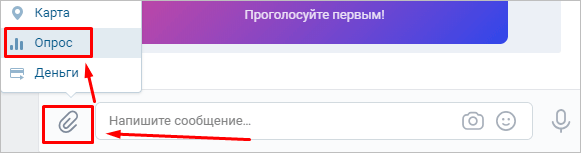 Карта
Опрос
Деньги
Проголосуйте первым!
Напишите сообщение...